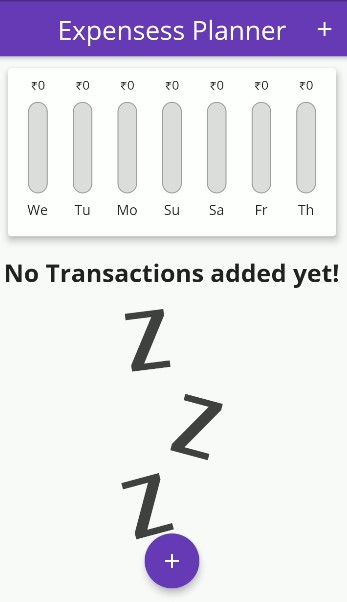 Expensess Planner +
₹0 ₹0 ₹0 ₹0 ₹0 ₹0 ₹0
We Tu Mo Su Sa Fr Th
No Transactions added yet!
Z
Z
Z
+